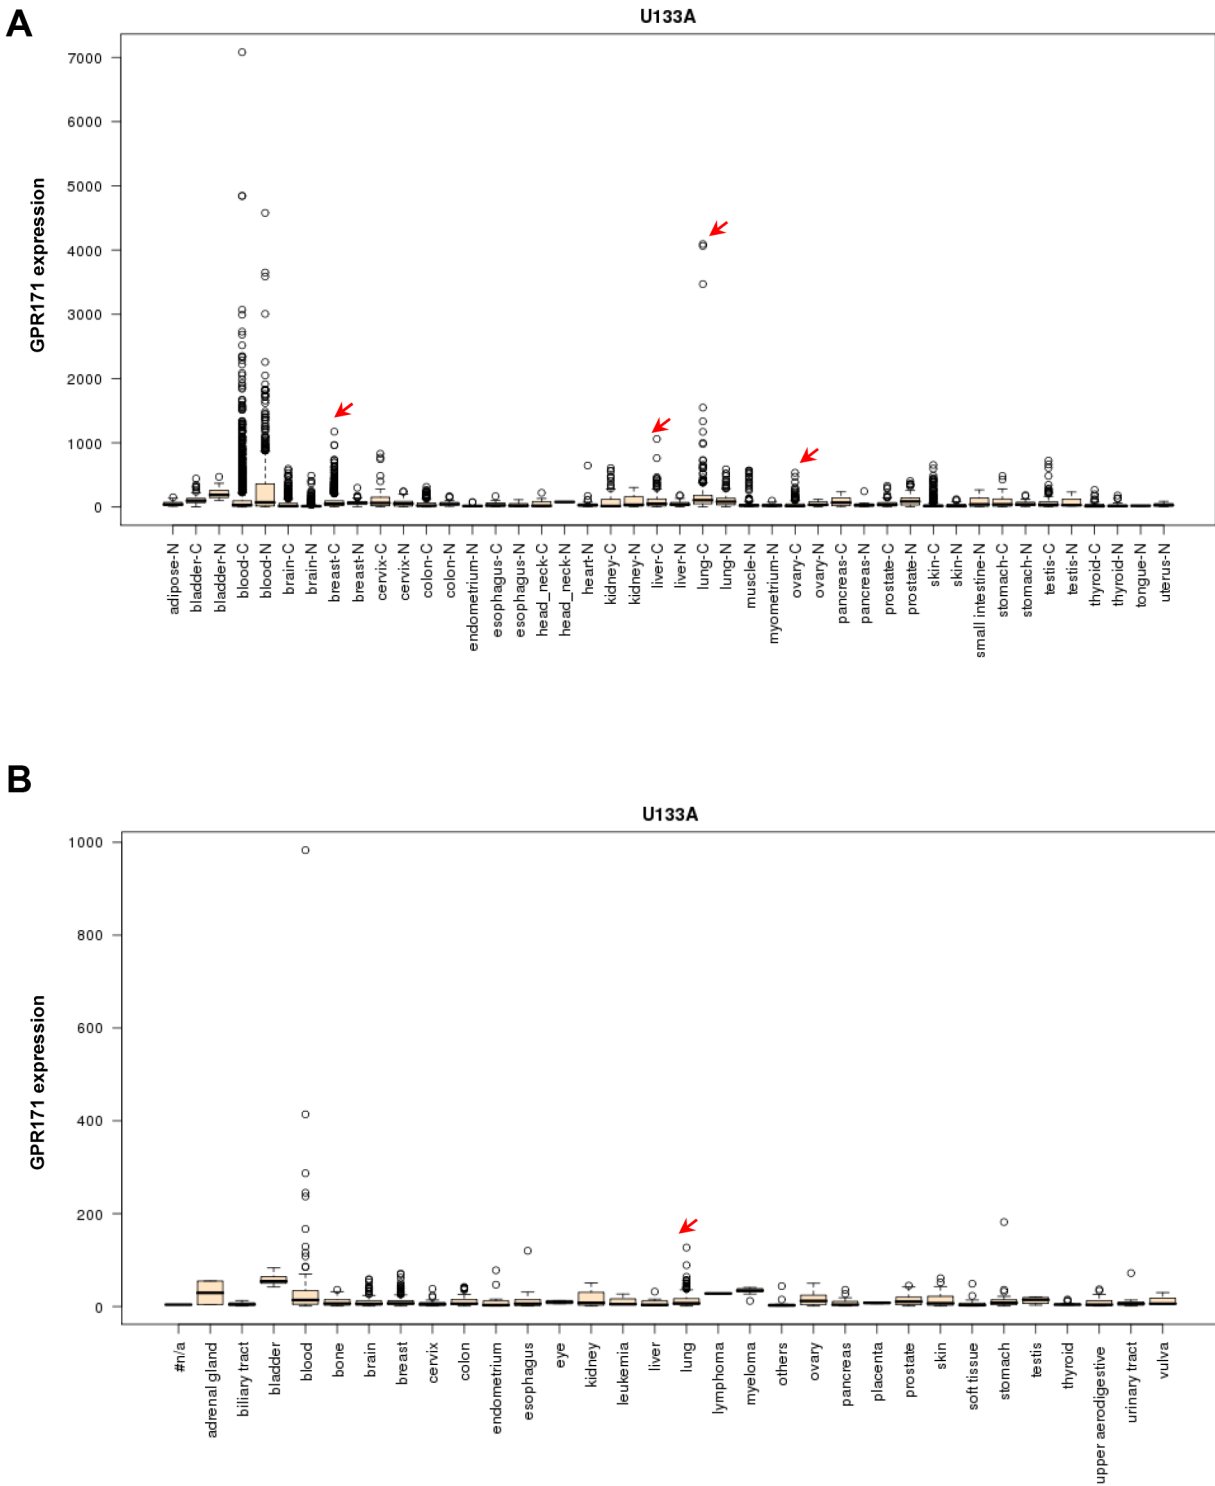 A
U133A
GPR171 expression
7000
6000
5000
4000
3000
2000
1000
0
adipose-N
bladder-C
bladder-N
blood-C
blood-N
brain-C
brain-N
breast-C
breast-N
cervix-C
cervix-N
colon-C
colon-N
endometrium-N
esophagus-C
esophagus-N
head_neck-C
head_neck-N
heart-N
kidney-C
kidney-N
liver-C
liver-N
lung-C
lung-N
muscle-N
myometrium-N
ovary-C
ovary-N
pancreas-C
pancreas-N
prostate-C
prostate-N
skin-C
skin-N
small intestine-N
stomach-C
stomach-N
testis-C
testis-N
thyroid-C
thyroid-N
tongue-N
uterus-N
B
U133A
GPR171 expression
1000
800
600
400
200
0
#n/a
adrenal gland
biliary tract
bladder
blood
bone
brain
breast
cervix
colon
endometrium
esophagus
eye
kidney
leukemia
liver
lung
lymphoma
myeloma
others
ovary
pancreas
placenta
prostate
skin
soft tissue
stomach
testis
thyroid
upper aerodigestive
urinary tract
vulva